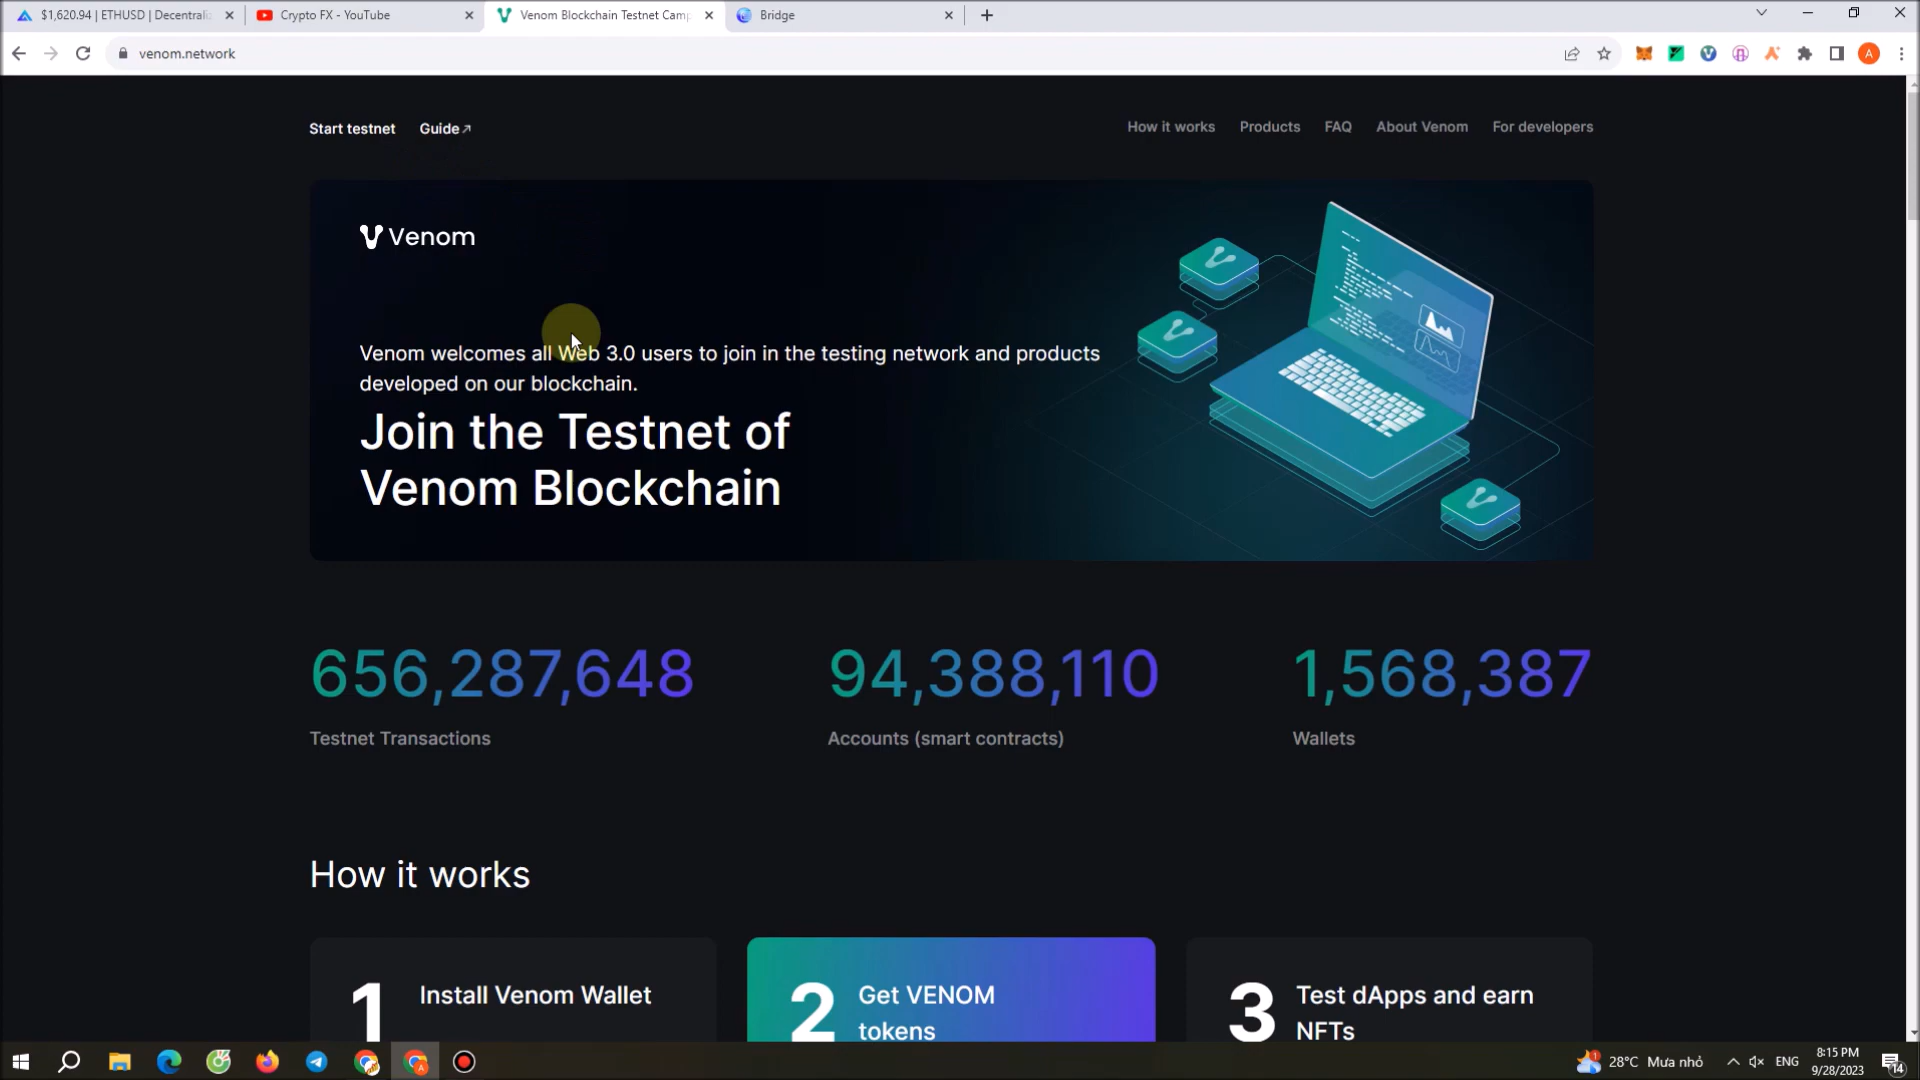 $1,620.94 | ETHUSD | Decentrali
Crypto FX - YouTube
Venom Blockchain Testnet Camp
Bridge
venom.network
A
Start testnet
Guide↗
How it works
Products
FAQ
About Venom
For developers
Venom
Venom welcomes all Web 3.0 users to join in the testing network and products
developed on our blockchain.
Join the Testnet of
Venom Blockchain
656,287,648
94,388,110
1,568,387
Testnet Transactions
Accounts (smart contracts)
Wallets
How it works
1
Install Venom Wallet
2
Get VENOM
tokens
3
Test dApps and earn
NFTs
28°C Mưa nhỏ
ENG
8:15 PM
9/28/2023
14